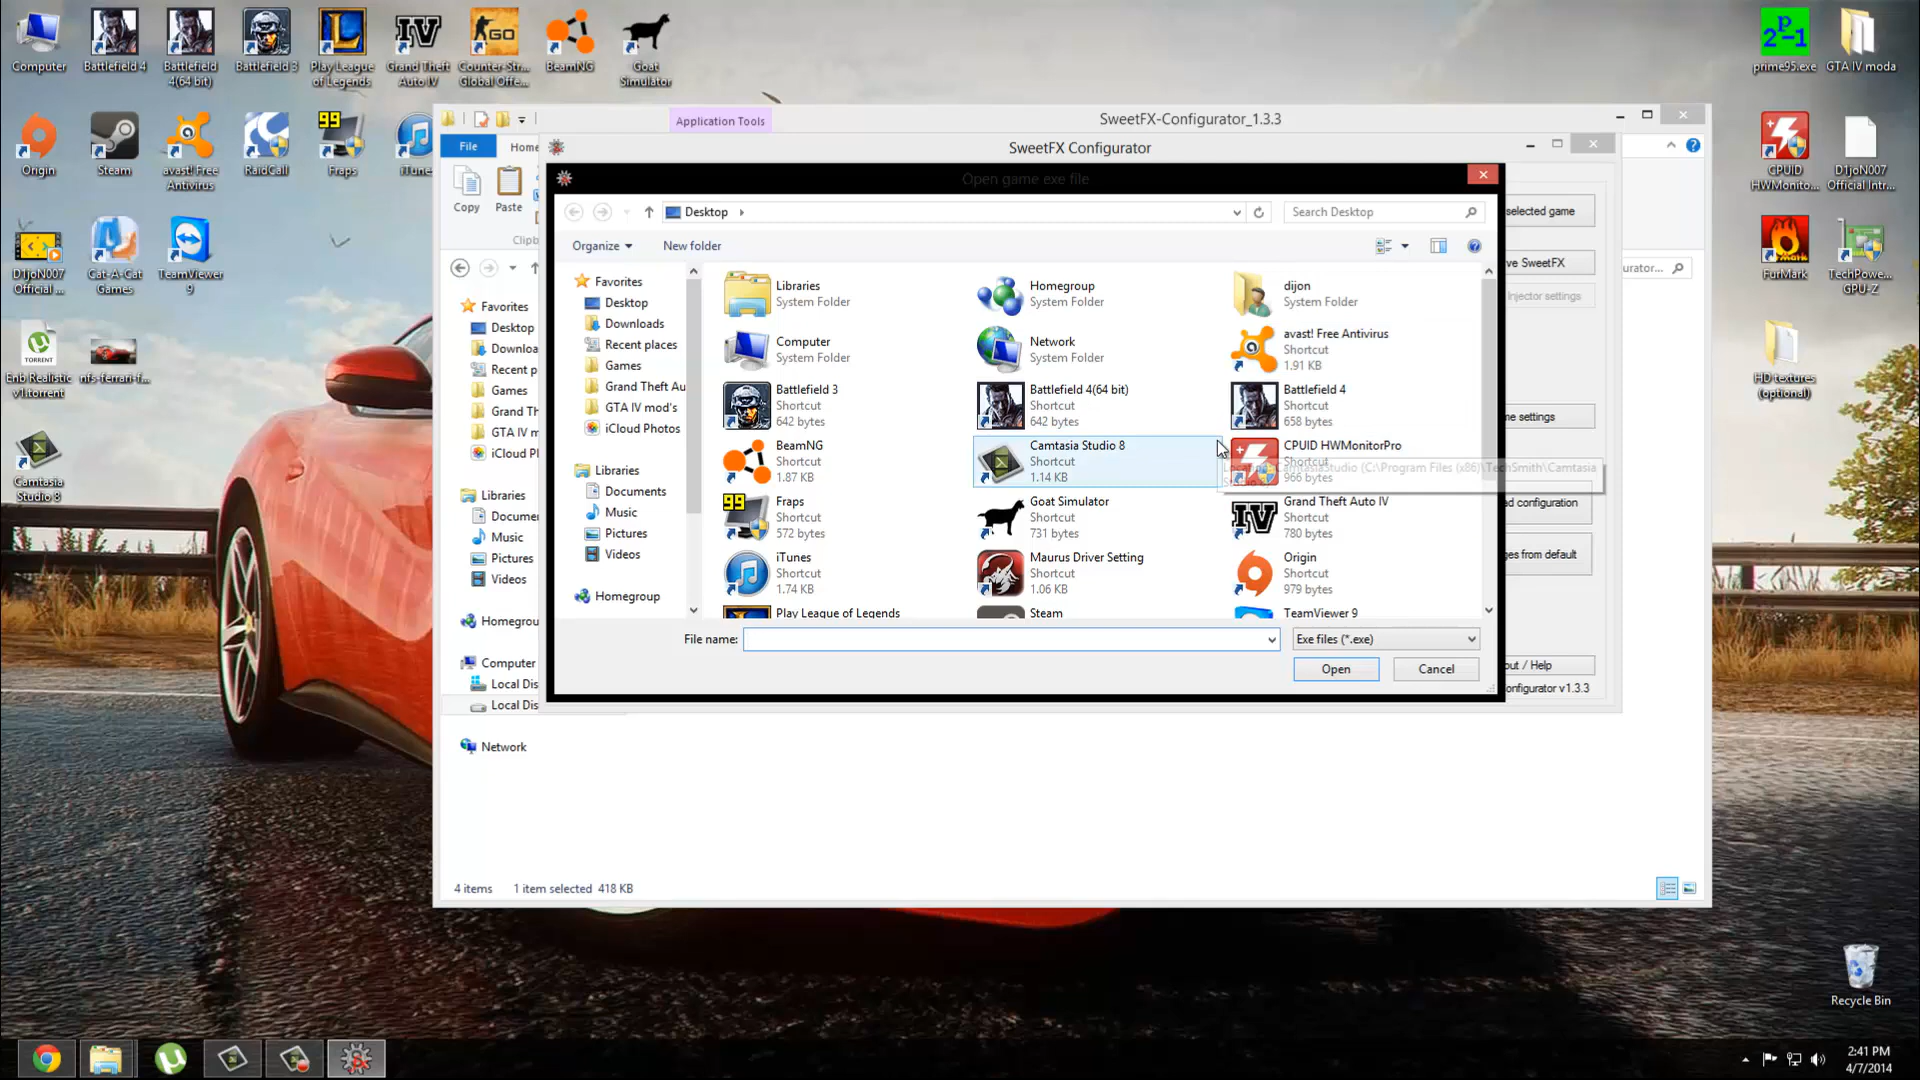 Computer
Battlefield 4
Battlefield 4(64 bit)
Battlefield 3
Play League of Legends
Grand Theft Auto IV
Counter-Str... Global Offe...
BeamNG
Goat Simulator
prime95.exe
GTA IV moda
Origin
Steam
avast! Free Antivirus
RaidCall
Fraps
iTune
CPUID HWMonito...
D1joN007 Official Intr...
D1joN007 Official ...
Cat-A-Cat Games
TeamViewer 9
FurMark
TechPowe... GPU-Z
Enb Realistic v1.torrent
nfs-ferrari-f...
HD textures (optional)
Camtasia Studio 8
Recycle Bin
Application Tools
SweetFX-Configurator_1.3.3
File
Home
Copy
Paste
Clipb
urator...
Favorites
Desktop
Downloa
Recent p
Games
Grand Th
GTA IV m
iCloud P
Libraries
Docume
Music
Pictures
Videos
Homegrou
Computer
Local Dis
Local Dis
Network
4 items
1 item selected 418 KB
SweetFX Configurator
selected game
ve SweetFX
Injector settings
me settings
d configuration
ges from default
out / Help
onfigurator v1.3.3
Open game exe file
Desktop
Search Desktop
Organize
New folder
Favorites
Desktop
Downloads
Recent places
Games
Grand Theft Au
GTA IV mod's
iCloud Photos
Libraries
Documents
Music
Pictures
Videos
Homegroup
Libraries
System Folder
Homegroup
System Folder
dijon
System Folder
Computer
System Folder
Network
System Folder
avast! Free Antivirus
Shortcut
1.91 KB
Battlefield 3
Shortcut
642 bytes
Battlefield 4(64 bit)
Shortcut
642 bytes
Battlefield 4
Shortcut
658 bytes
BeamNG
Shortcut
1.87 KB
Camtasia Studio 8
Shortcut
1.14 KB
CPUID HWMonitorPro
Shortcut
966 bytes
Location: CamtasiaStudio (C:\Program Files (x86)\TechSmith\Camtasia
Fraps
Shortcut
572 bytes
Goat Simulator
Shortcut
731 bytes
Grand Theft Auto IV
Shortcut
780 bytes
iTunes
Shortcut
1.74 KB
Maurus Driver Setting
Shortcut
1.06 KB
Origin
Shortcut
979 bytes
Play League of Legends
Steam
TeamViewer 9
File name:
Exe files (*.exe)
Open
Cancel
2:41 PM
4/7/2014